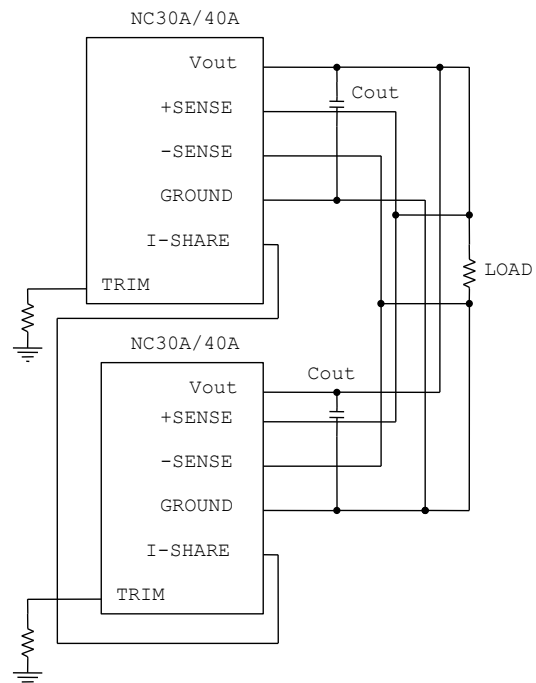 NC30A/40A
Vout
Cout
+SENSE
-SENSE
GROUND
I-SHARE
LOAD
TRIM
NC30A/40A
Cout
Vout
+SENSE
-SENSE
GROUND
I-SHARE
TRIM